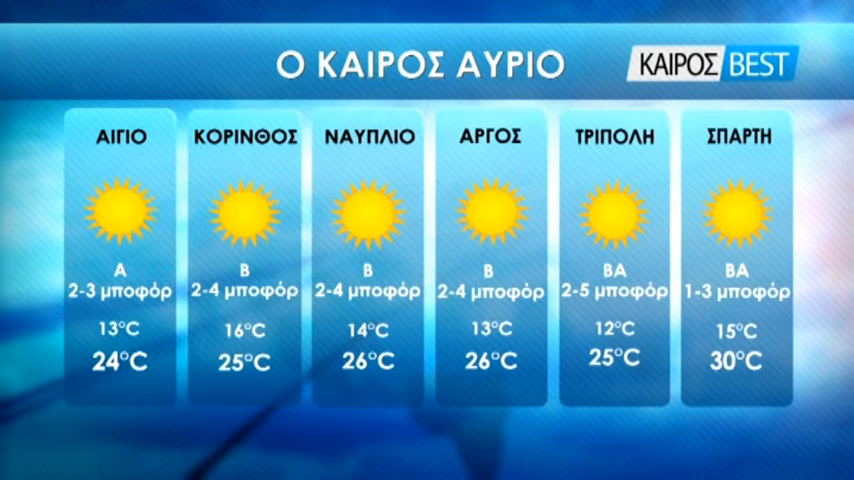 Ο ΚΑΙΡΟΣ ΑΥΡΙΟ
ΚΑΙΡΟΣ BEST
ΑΙΓΙΟ
Α
2-3 μποφόρ
13°C
24°C
ΚΟΡΙΝΘΟΣ
Β
2-4 μποφόρ
16°C
25°C
ΝΑΥΠΛΙΟ
Β
2-4 μποφόρ
14°C
26°C
ΑΡΓΟΣ
Β
2-4 μποφόρ
13°C
26°C
ΤΡΙΠΟΛΗ
ΒΑ
2-5 μποφόρ
12°C
25°C
ΣΠΑΡΤΗ
ΒΑ
1-3 μποφόρ
15°C
30°C